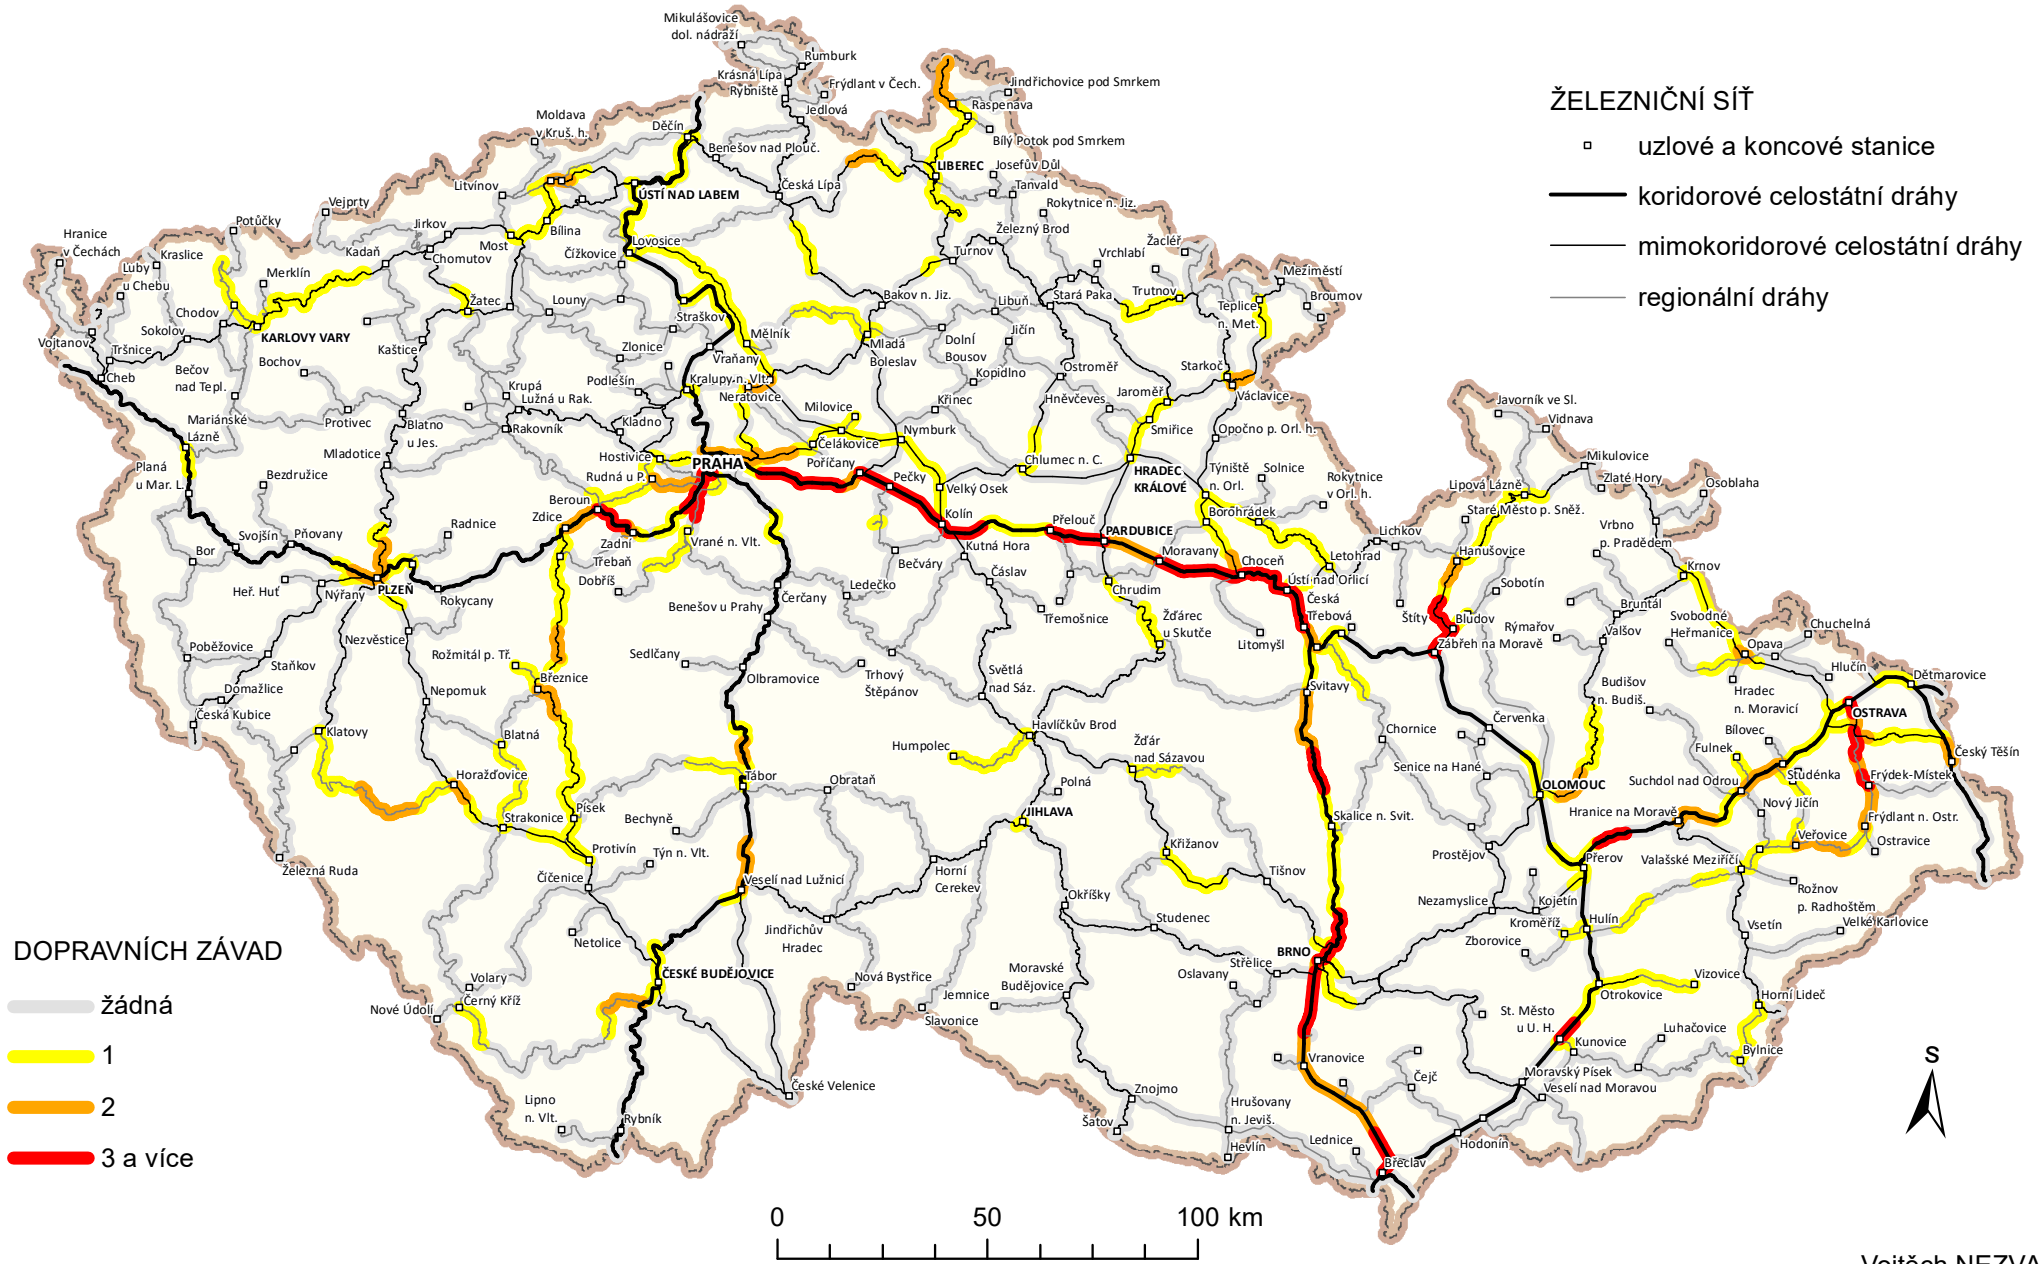 Mikulášovice
dol. nádraží
Rumburk
Krásná Lípa
Rybniště
Frýdlant v Čech.
Jindřichovice pod Smrkem
Raspenava
Jedlová
Moldava
v Kruš. h.
Děčín
Benešov nad Plouč.
Bílý Potok pod Smrkem
LIBEREC
Josefův Důl
Tanvald
Litvínov
ÚSTÍ NAD LABEM
Česká Lípa
Rokytnice n. Jiz.
Vejprty
Potůčky
Jirkov
Most
Bílina
Lovosice
Železný Brod
Hranice
v Čechách
Kraslice
Kadaň
Chomutov
Čížkovice
Turnov
Vrchlabí
Žacléř
Luby
u Chebu
Merklín
Meziměstí
Chodov
Žatec
Louny
Straškov
Bakov n. Jiz.
Libuň
Stará Paka
Trutnov
Teplice
n. Met.
Broumov
Sokolov
KARLOVY VARY
Mělník
Jičín
Vojtanov
Tršnice
Kaštice
Zlonice
Vraňany
Mladá
Boleslav
Dolní
Bousov
Cheb
Bečov
nad Tepl.
Bochov
Podlešín
Kralupy n. Vlt.
Kopidlno
Ostroměř
Starkoč
Krupá
Lužná u Rak.
Neratovice
Milovice
Křinec
Hněvčeves
Jaroměř
Václavice
Mariánské
Lázně
Protivec
Blatno
u Jes.
Rakovník
Kladno
Čelákovice
Nymburk
Smiřice
Opočno p. Orl. h.
Javorník ve Sl.
Vidnava
Planá
u Mar. L.
Bezdružice
Mladotice
Hostivice
PRAHA
Poříčany
Pečky
Chlumec n. C.
HRADEC
KRÁLOVÉ
Týniště
n. Orl.
Solnice
Rokytnice
v Orl. h.
Mikulovice
Zlaté Hory
Osoblaha
Rudná u P.
Beroun
Velký Osek
Lipová Lázně
Staré Město p. Sněž.
Svojšín
Pňovany
Radnice
Zdice
Kolín
Přelouč
PARDUBICE
Borohrádek
Lichkov
Vrbno
p. Pradědem
Bor
Zadní
Třebaň
Vrané n. Vlt.
Kutná Hora
Moravany
Choceň
Letohrad
Hanušovice
Krnov
Heř. Huť
Nýřany
PLZEŇ
Rokycany
Dobříš
Bečváry
Čáslav
Chrudim
Ústí nad Orlicí
Sobotín
Benešov u Prahy
Čerčany
Ledečko
Třemošnice
Žďárec
u Skutče
Česká
Třebová
Štíty
Bludov
Bruntál
Svobodné
Heřmanice
Poběžovice
Staňkov
Nezvěstice
Rožmitál p. Tř.
Sedlčany
Litomyšl
Zábřeh na Moravě
Rýmařov
Valšov
Opava
Chuchelná
Domažlice
Nepomuk
Březnice
Olbramovice
Trhový
Štěpánov
Světlá
nad Sáz.
Svitavy
Budišov
n. Budiš.
Hlučín
Dětmarovice
Česká Kubice
Klatovy
Blatná
Havlíčkův Brod
Chornice
Červenka
Hradec
n. Moravicí
OSTRAVA
Humpolec
Žďár
nad Sázavou
Bílovec
Fulnek
Český Těšín
Horažďovice
Tábor
Obrataň
Polná
Senice na Hané
OLOMOUC
Suchdol nad Odrou
Studénka
Frýdek-Místek
Písek
Strakonice
Bechyně
JIHLAVA
Skalice n. Svit.
Hranice na Moravě
Nový Jičín
Frýdlant n. Ostr.
Železná Ruda
Protivín
Týn n. Vlt.
Křižanov
Prostějov
Přerov
Valašské Meziříčí
Veřovice
Ostravice
Číčenice
Veselí nad Lužnicí
Horní
Cerekev
Okříšky
Tišnov
Nezamyslice
Kojetín
Rožnov
p. Radhoštěm
Jindřichův
Hradec
Studenec
Kroměříž
Hulín
Vsetín
Velké Karlovice
Netolice
Zborovice
Volary
ČESKÉ BUDĚJOVICE
Nová Bystřice
Moravské
Budějovice
BRNO
Střelice
Oslavany
Vizovice
Nové Údolí
Černý Kříž
Jemnice
Slavonice
Otrokovice
Horní Lideč
St. Město
u U. H.
Luhačovice
Kunovice
Bylnice
Vranovice
České Velenice
Moravský Písek
Čejč
Veselí nad Moravou
Lipno
n. Vlt.
Rybník
Znojmo
Hrušovany
n. Jeviš.
Šatov
Hevlín
Lednice
Hodonín
Břeclav
ŽELEZNIČNÍ SÍŤ
uzlové a koncové stanice
koridorové celostátní dráhy
mimokoridorové celostátní dráhy
regionální dráhy
DOPRAVNÍCH ZÁVAD
žádná
1
2
3 a více
S
0 50 100 km
Vojtěch NEZVA